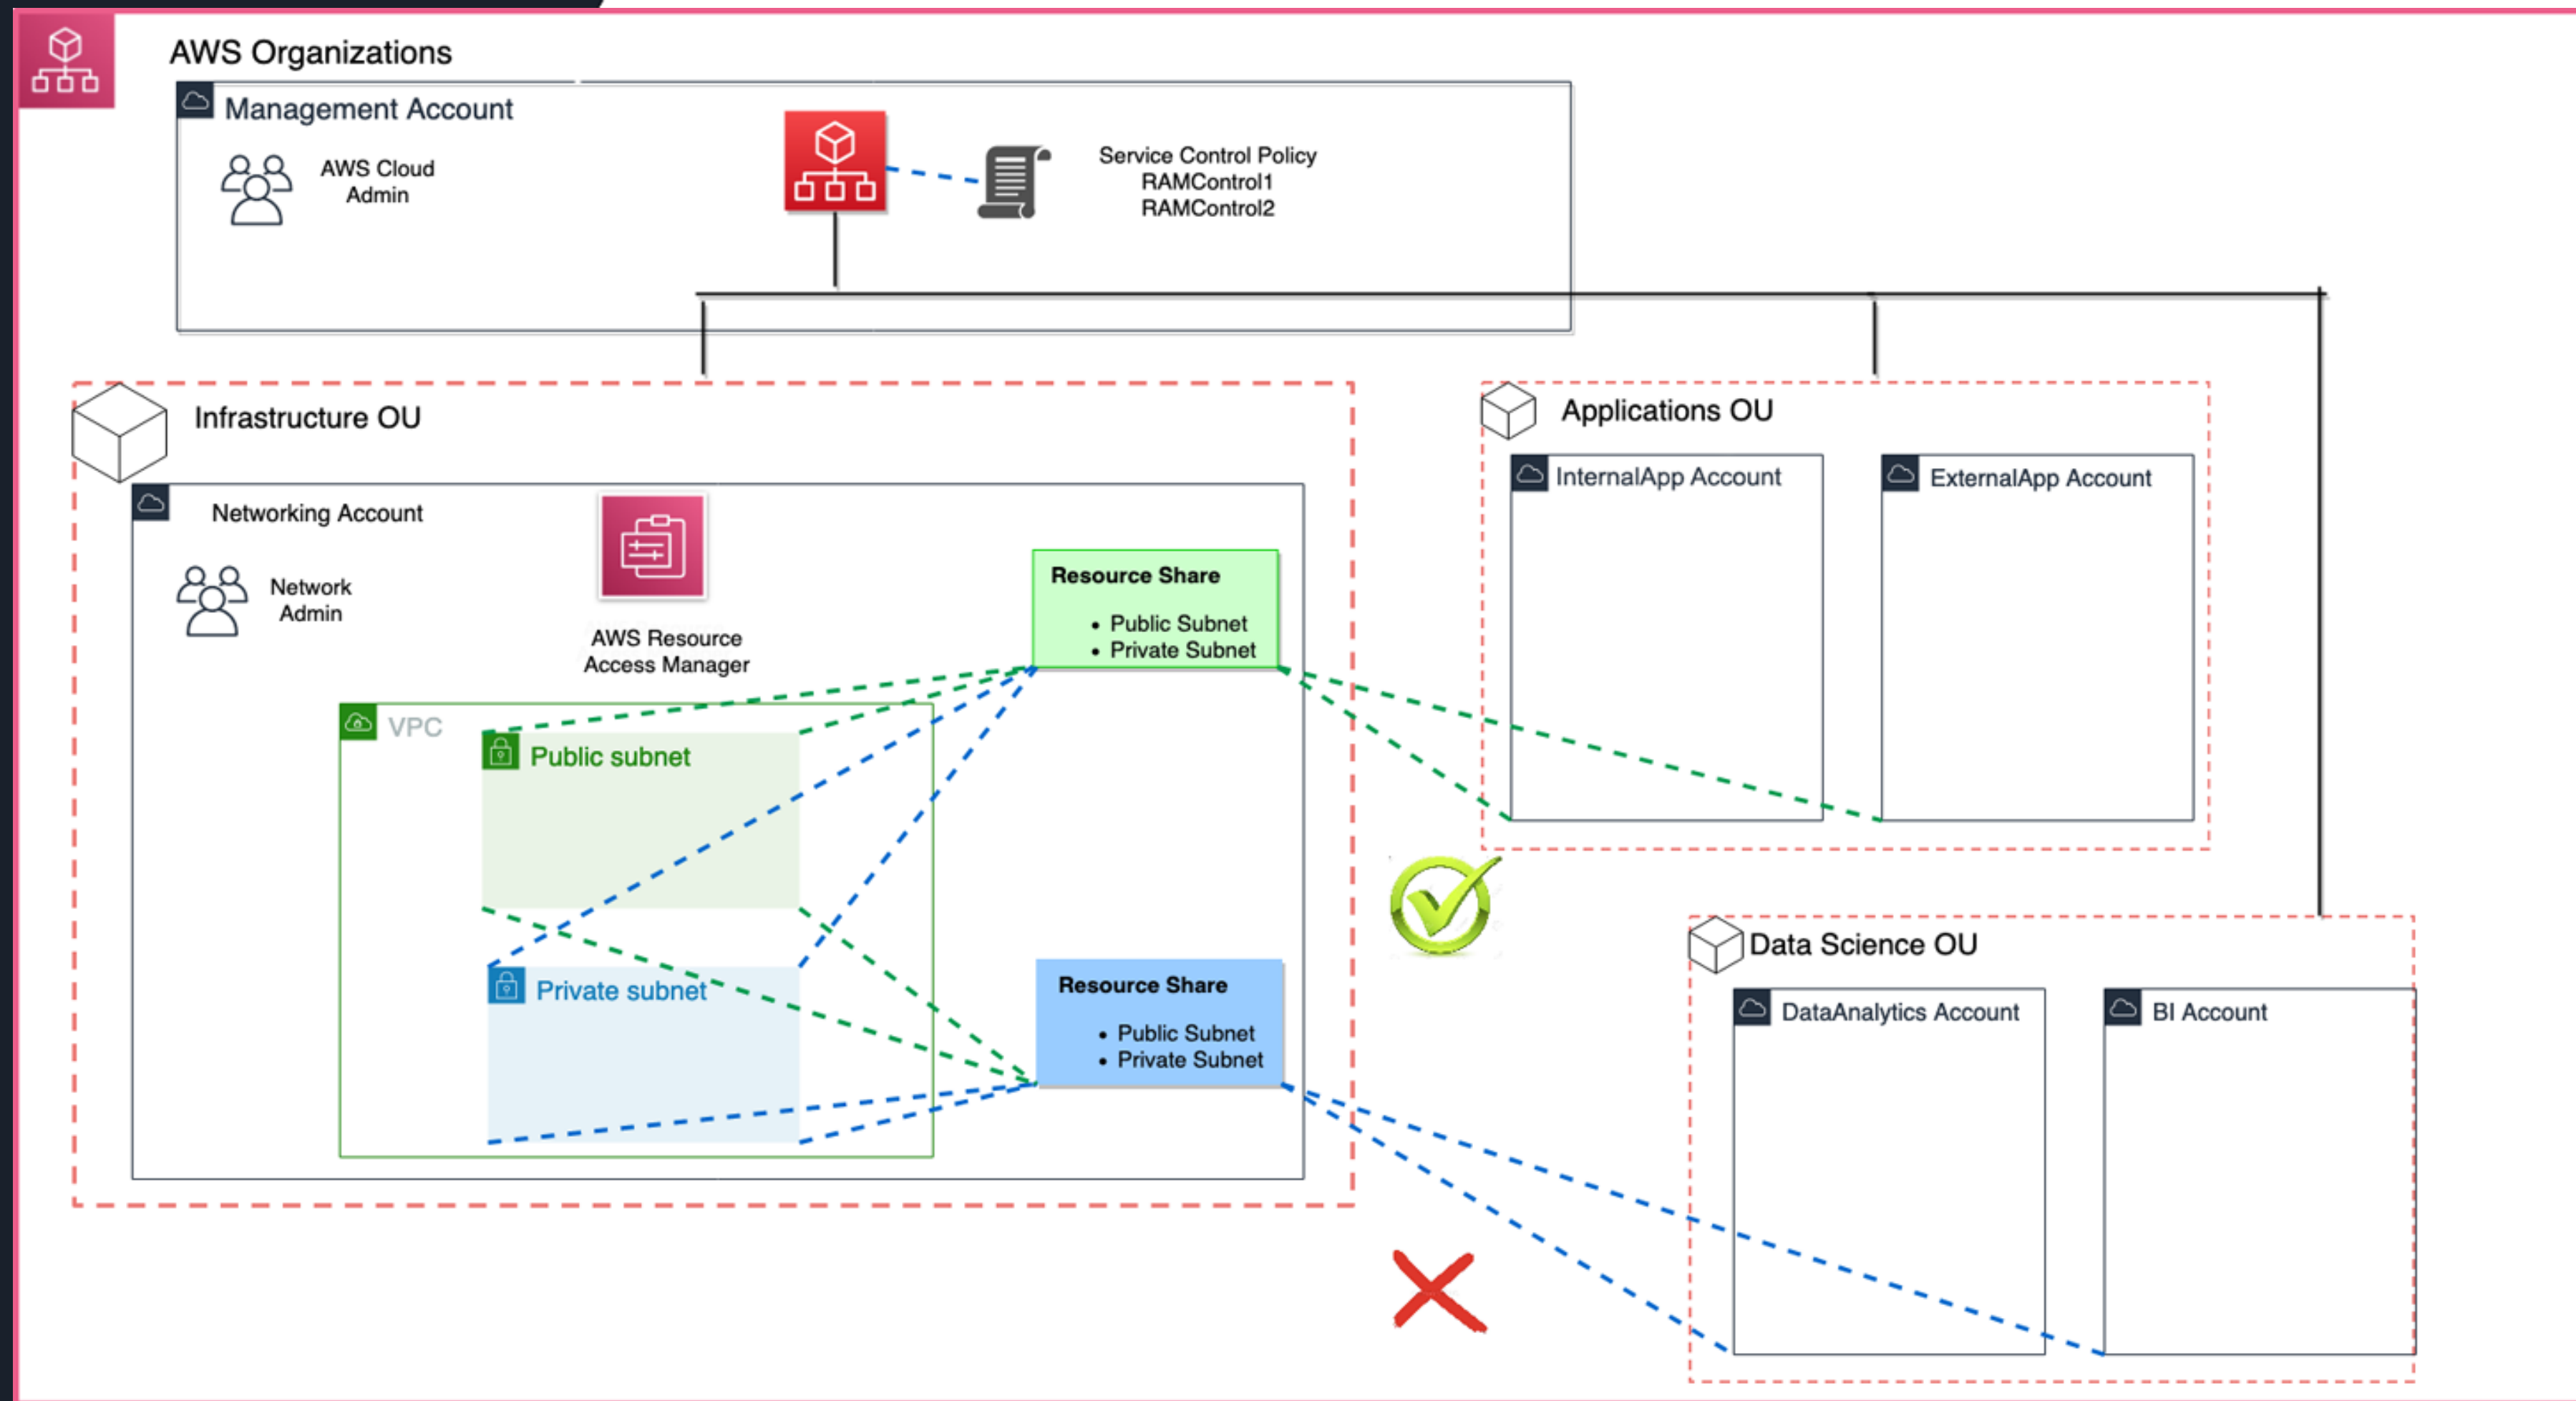 AWS Organizations
Management Account
AWS Cloud
Admin
Service Control Policy
RAMControl1
RAMControl2
Infrastructure OU
Networking Account
Network
Admin
AWS Resource
Access Manager
Resource Share
• Public Subnet
• Private Subnet
VPC
Public subnet
Private subnet
Resource Share
• Public Subnet
• Private Subnet
Applications OU
InternalApp Account
ExternalApp Account
Data Science OU
DataAnalytics Account
BI Account